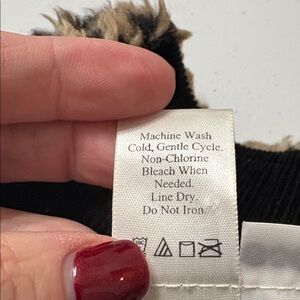 Machine Wash
Cold, Gentle Cycle.
Non-Chlorine
Bleach When
Needed.
Line Dry.
Do Not Iron.